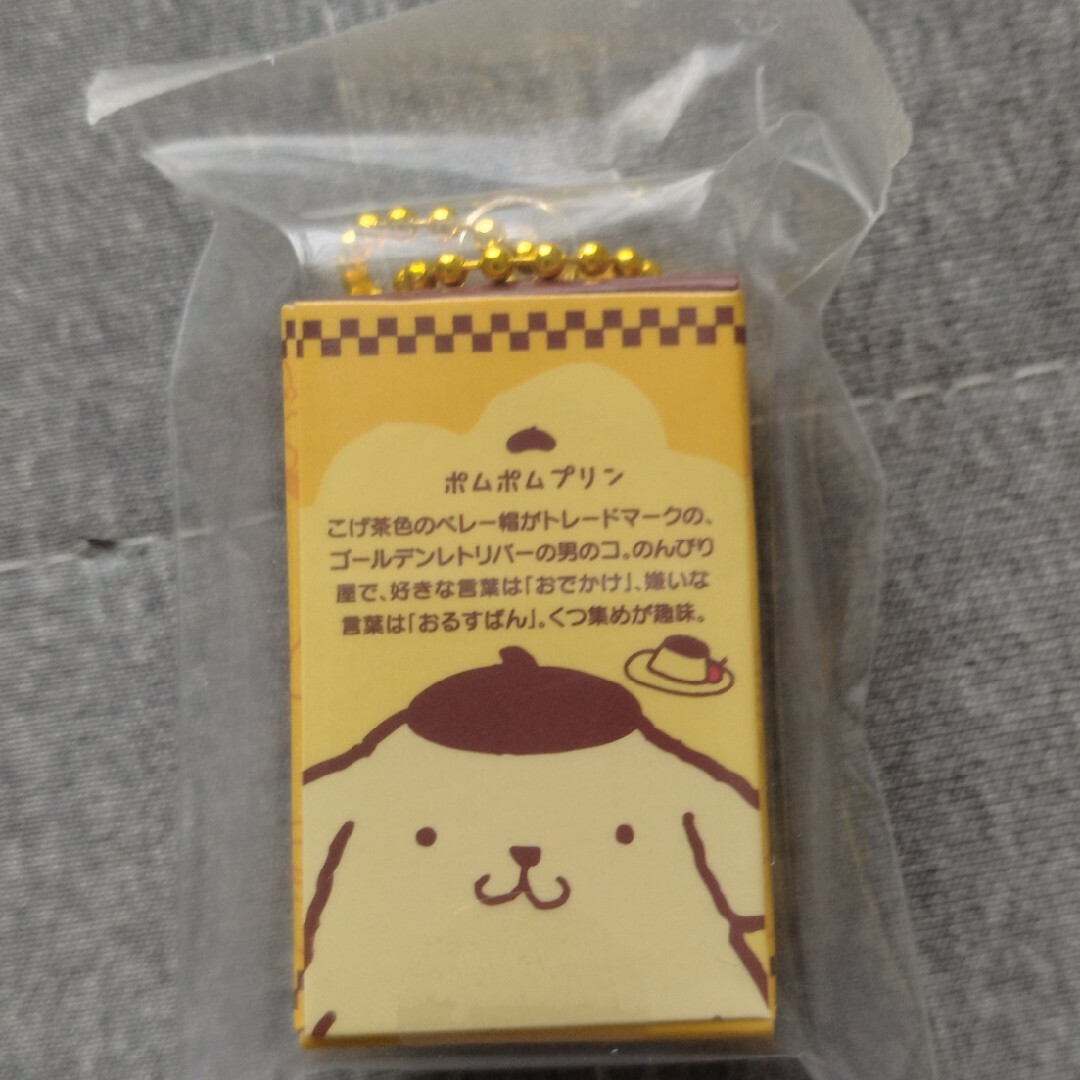 ポムポムプリン
こげ茶色のベレー帽がトレードマークの、
ゴールデンレトリバーの男のコ。のんびり
屋で、好きな言葉は「おでかけ」、嫌いな
言葉は「おるすばん」。くつ集めが趣味。